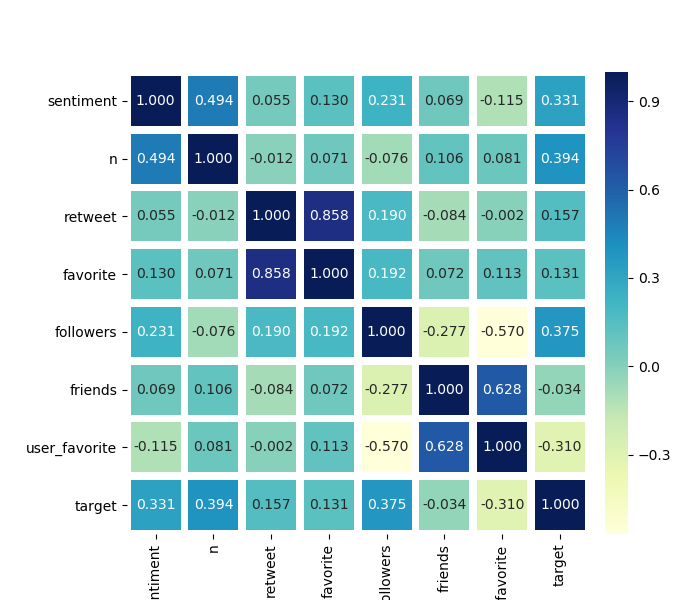 sentiment 1.000 0.494 0.055 0.130 0.231 0.069 -0.115 0.331
n 0.494 1.000 -0.012 0.071 -0.076 0.106 0.081 0.394
retweet 0.055 -0.012 1.000 0.858 0.190 -0.084 -0.002 0.157
favorite 0.130 0.071 0.858 1.000 0.192 0.072 0.113 0.131
followers 0.231 -0.076 0.190 0.192 1.000 -0.277 -0.570 0.375
friends 0.069 0.106 -0.084 0.072 -0.277 1.000 0.628 -0.034
user_favorite -0.115 0.081 -0.002 0.113 -0.570 0.628 1.000 -0.310
target 0.331 0.394 0.157 0.131 0.375 -0.034 -0.310 1.000
ntiment n retweet favorite ollowers friends favorite target
0.9
0.6
0.3
0.0
−0.3